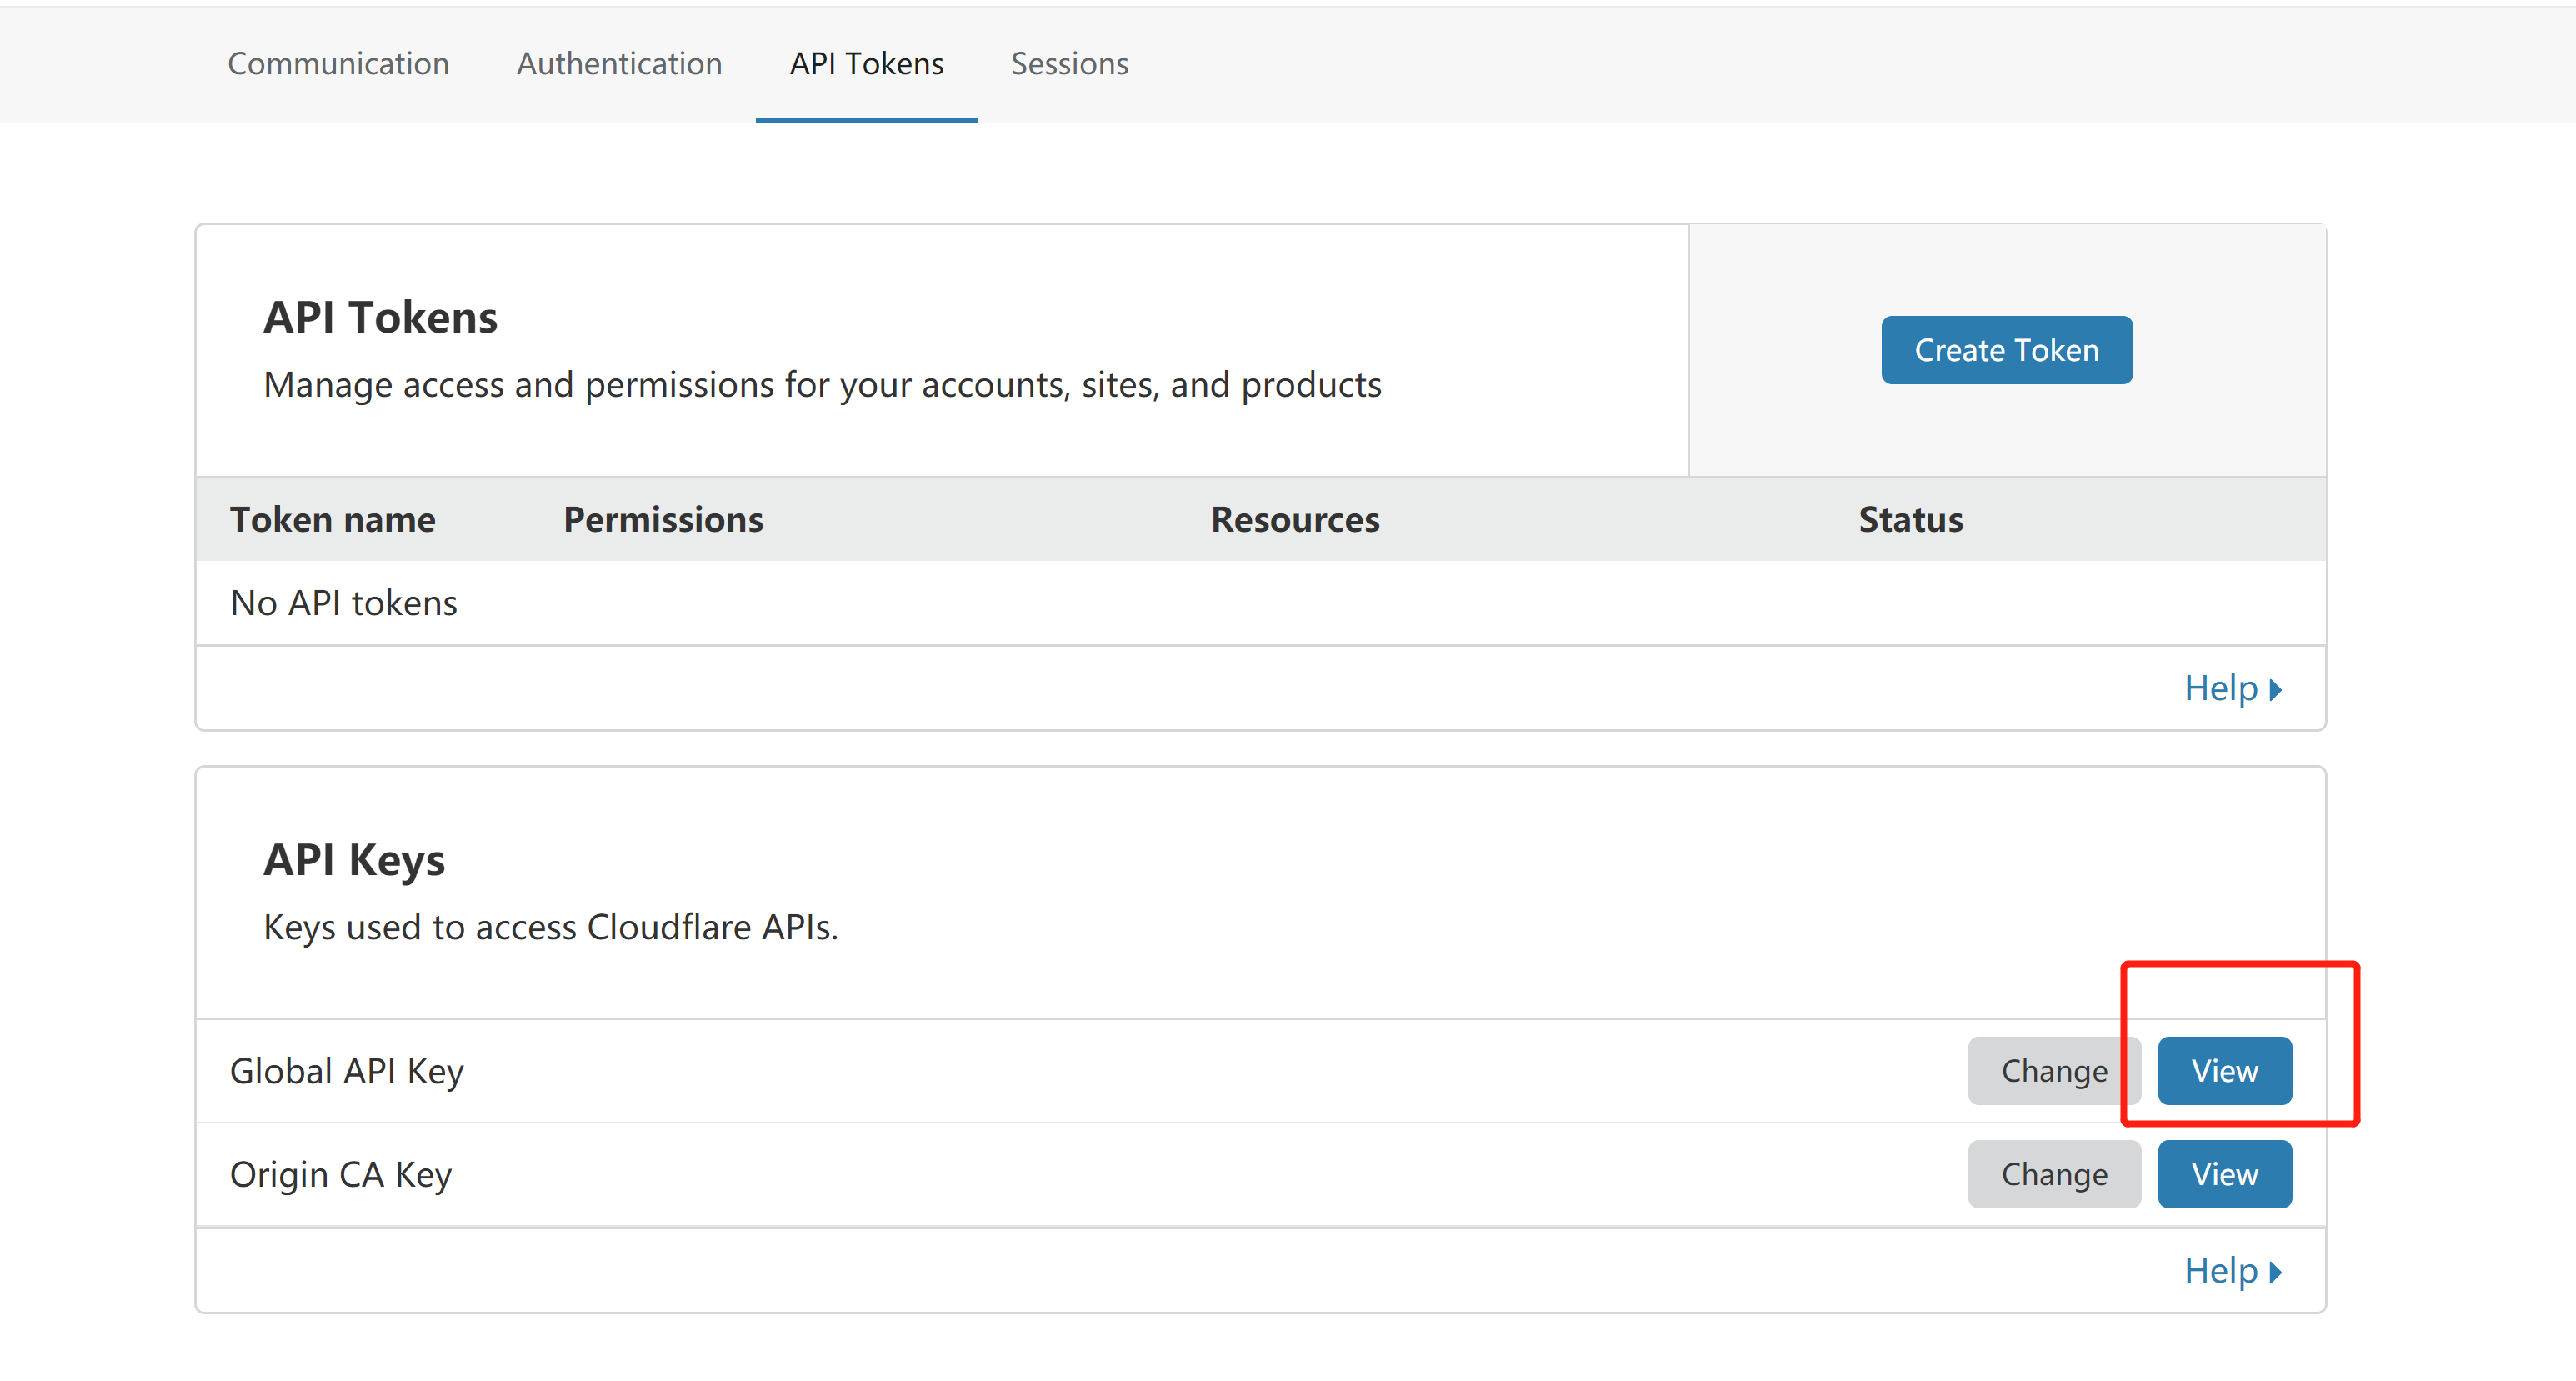 Communication Authentication API Tokens Sessions
API Tokens
Manage access and permissions for your accounts, sites, and products
Create Token
Token name Permissions Resources Status
No API tokens
Help
API Keys
Keys used to access Cloudflare APIs.
Global API Key Change View
Origin CA Key Change View
Help